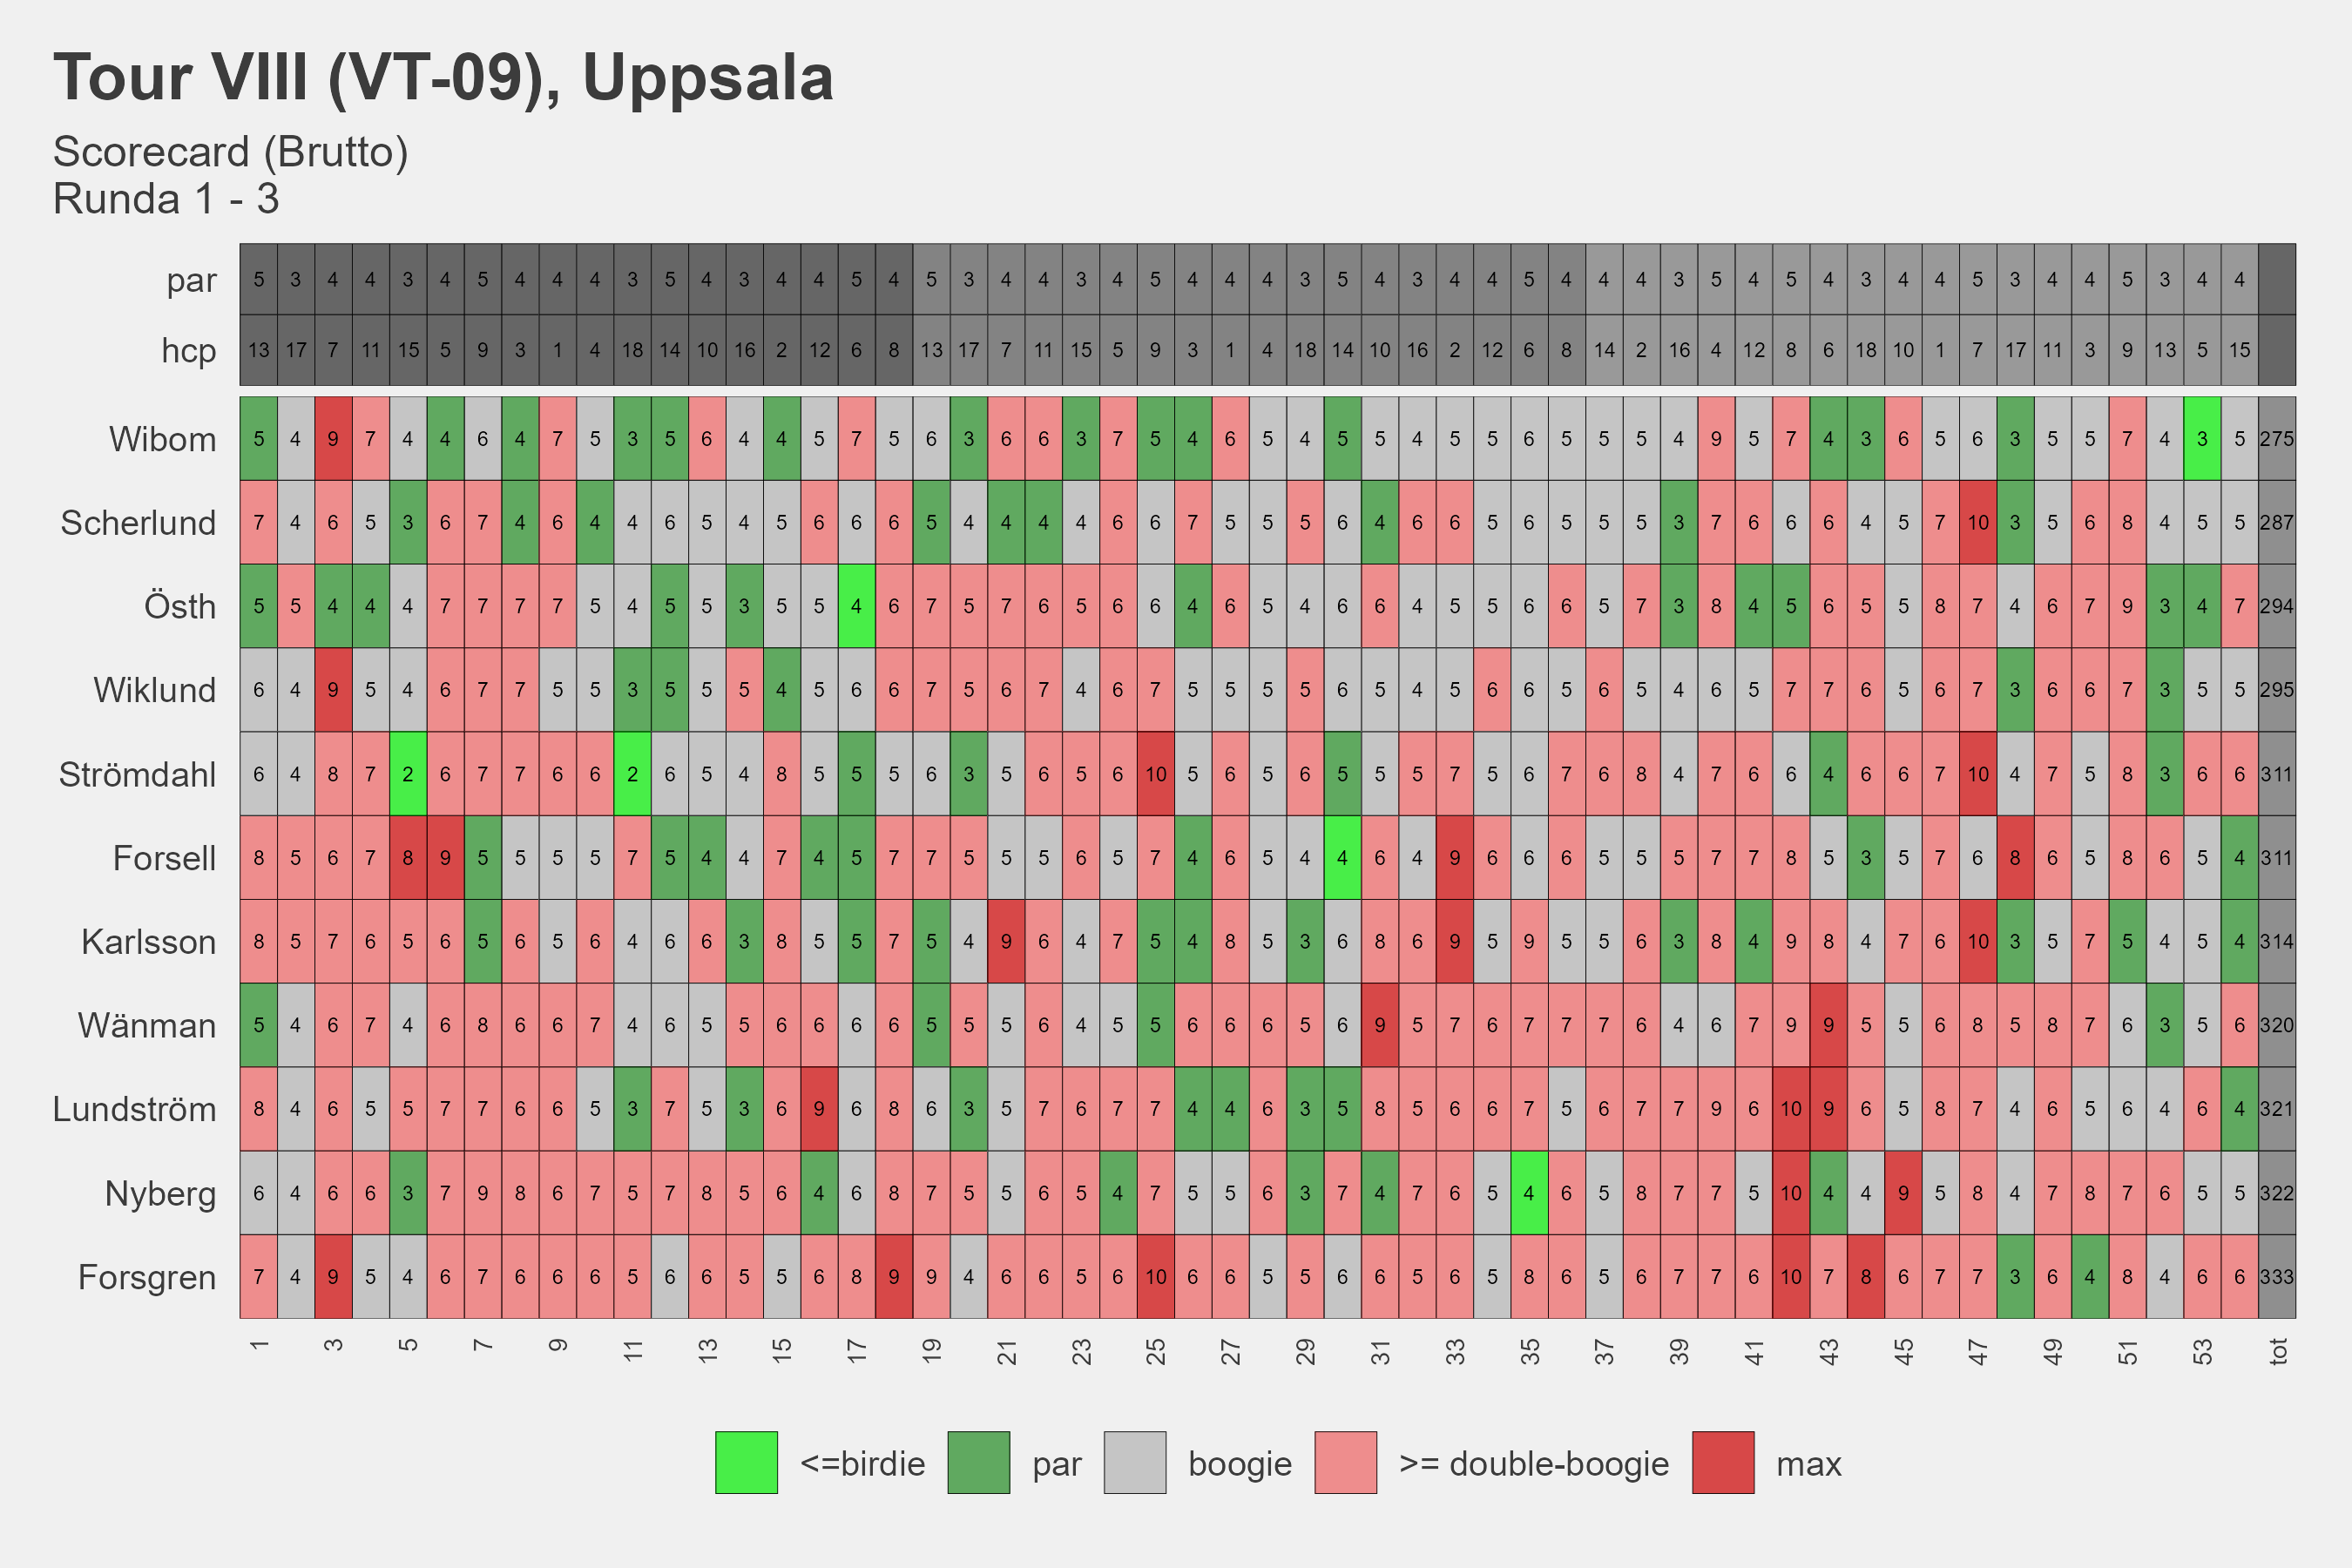 Tour VIII (VT-09), Uppsala
Scorecard (Brutto)
Runda 1 - 3
par 5 3 4 4 3 4 5 4 4 4 3 5 4 3 4 4 5 4 5 3 4 4 3 4 5 4 4 4 3 5 4 3 4 4 5 4 4 4 3 5 4 5 4 3 4 4 5 3 4 4 5 3 4 4
hcp 13 17 7 11 15 5 9 3 1 4 18 14 10 16 2 12 6 8 13 17 7 11 15 5 9 3 1 4 18 14 10 16 2 12 6 8 14 2 16 4 12 8 6 18 10 1 7 17 11 3 9 13 5 15
Wibom 5 4 9 7 4 4 6 4 7 5 3 5 6 4 4 5 7 5 6 3 6 6 3 7 5 4 6 5 4 5 5 4 5 5 6 5 5 5 4 9 5 7 4 3 6 5 6 3 5 5 7 4 3 5 275
Scherlund 7 4 6 5 3 6 7 4 6 4 4 6 5 4 5 6 6 6 5 4 4 4 4 6 6 7 5 5 5 6 4 6 6 5 6 5 5 5 3 7 6 6 6 4 5 7 10 3 5 6 8 4 5 5 287
Östh 5 5 4 4 4 7 7 7 7 5 4 5 5 3 5 5 4 6 7 5 7 6 5 6 6 4 6 5 4 6 6 4 5 5 6 6 5 7 3 8 4 5 6 5 5 8 7 4 6 7 9 3 4 7 294
Wiklund 6 4 9 5 4 6 7 7 5 5 3 5 5 5 4 5 6 6 7 5 6 7 4 6 7 5 5 5 5 6 5 4 5 6 6 5 6 5 4 6 5 7 7 6 5 6 7 3 6 6 7 3 5 5 295
Strömdahl 6 4 8 7 2 6 7 7 6 6 2 6 5 4 8 5 5 5 6 3 5 6 5 6 10 5 6 5 6 5 5 5 7 5 6 7 6 8 4 7 6 6 4 6 6 7 10 4 7 5 8 3 6 6 311
Forsell 8 5 6 7 8 9 5 5 5 5 7 5 4 4 7 4 5 7 7 5 5 5 6 5 7 4 6 5 4 4 6 4 9 6 6 6 5 5 5 7 7 8 5 3 5 7 6 8 6 5 8 6 5 4 311
Karlsson 8 5 7 6 5 6 5 6 5 6 4 6 6 3 8 5 5 7 5 4 9 6 4 7 5 4 8 5 3 6 8 6 9 5 9 5 5 6 3 8 4 9 8 4 7 6 10 3 5 7 5 4 5 4 314
Wänman 5 4 6 7 4 6 8 6 6 7 4 6 5 5 6 6 6 6 5 5 5 6 4 5 5 6 6 6 5 6 9 5 7 6 7 7 7 6 4 6 7 9 9 5 5 6 8 5 8 7 6 3 5 6 320
Lundström 8 4 6 5 5 7 7 6 6 5 3 7 5 3 6 9 6 8 6 3 5 7 6 7 7 4 4 6 3 5 8 5 6 6 7 5 6 7 7 9 6 10 9 6 5 8 7 4 6 5 6 4 6 4 321
Nyberg 6 4 6 6 3 7 9 8 6 7 5 7 8 5 6 4 6 8 7 5 5 6 5 4 7 5 5 6 3 7 4 7 6 5 4 6 5 8 7 7 5 10 4 4 9 5 8 4 7 8 7 6 5 5 322
Forsgren 7 4 9 5 4 6 7 6 6 6 5 6 6 5 5 6 8 9 9 4 6 6 5 6 10 6 6 5 5 6 6 5 6 5 8 6 5 6 7 7 6 10 7 8 6 7 7 3 6 4 8 4 6 6 333
1 3 5 7 9 11 13 15 17 19 21 23 25 27 29 31 33 35 37 39 41 43 45 47 49 51 53 tot
<=birdie par boogie >= double-boogie max